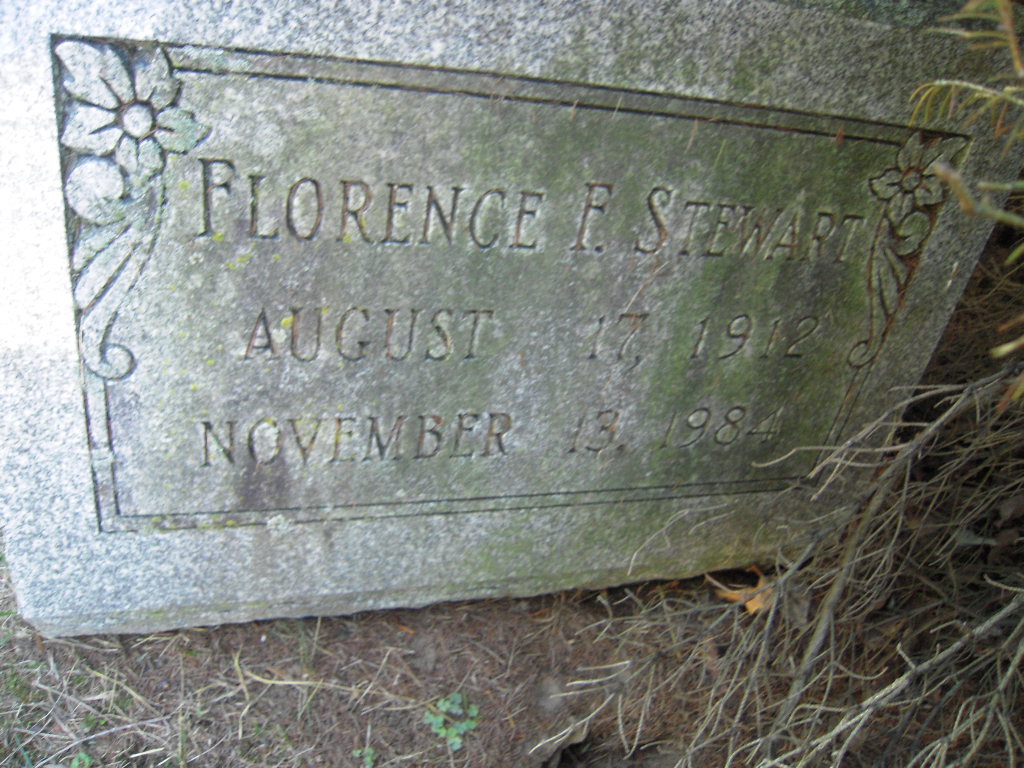 FLORENCE F. STEWART
AUGUST 17, 1912
NOVEMBER 13, 1984